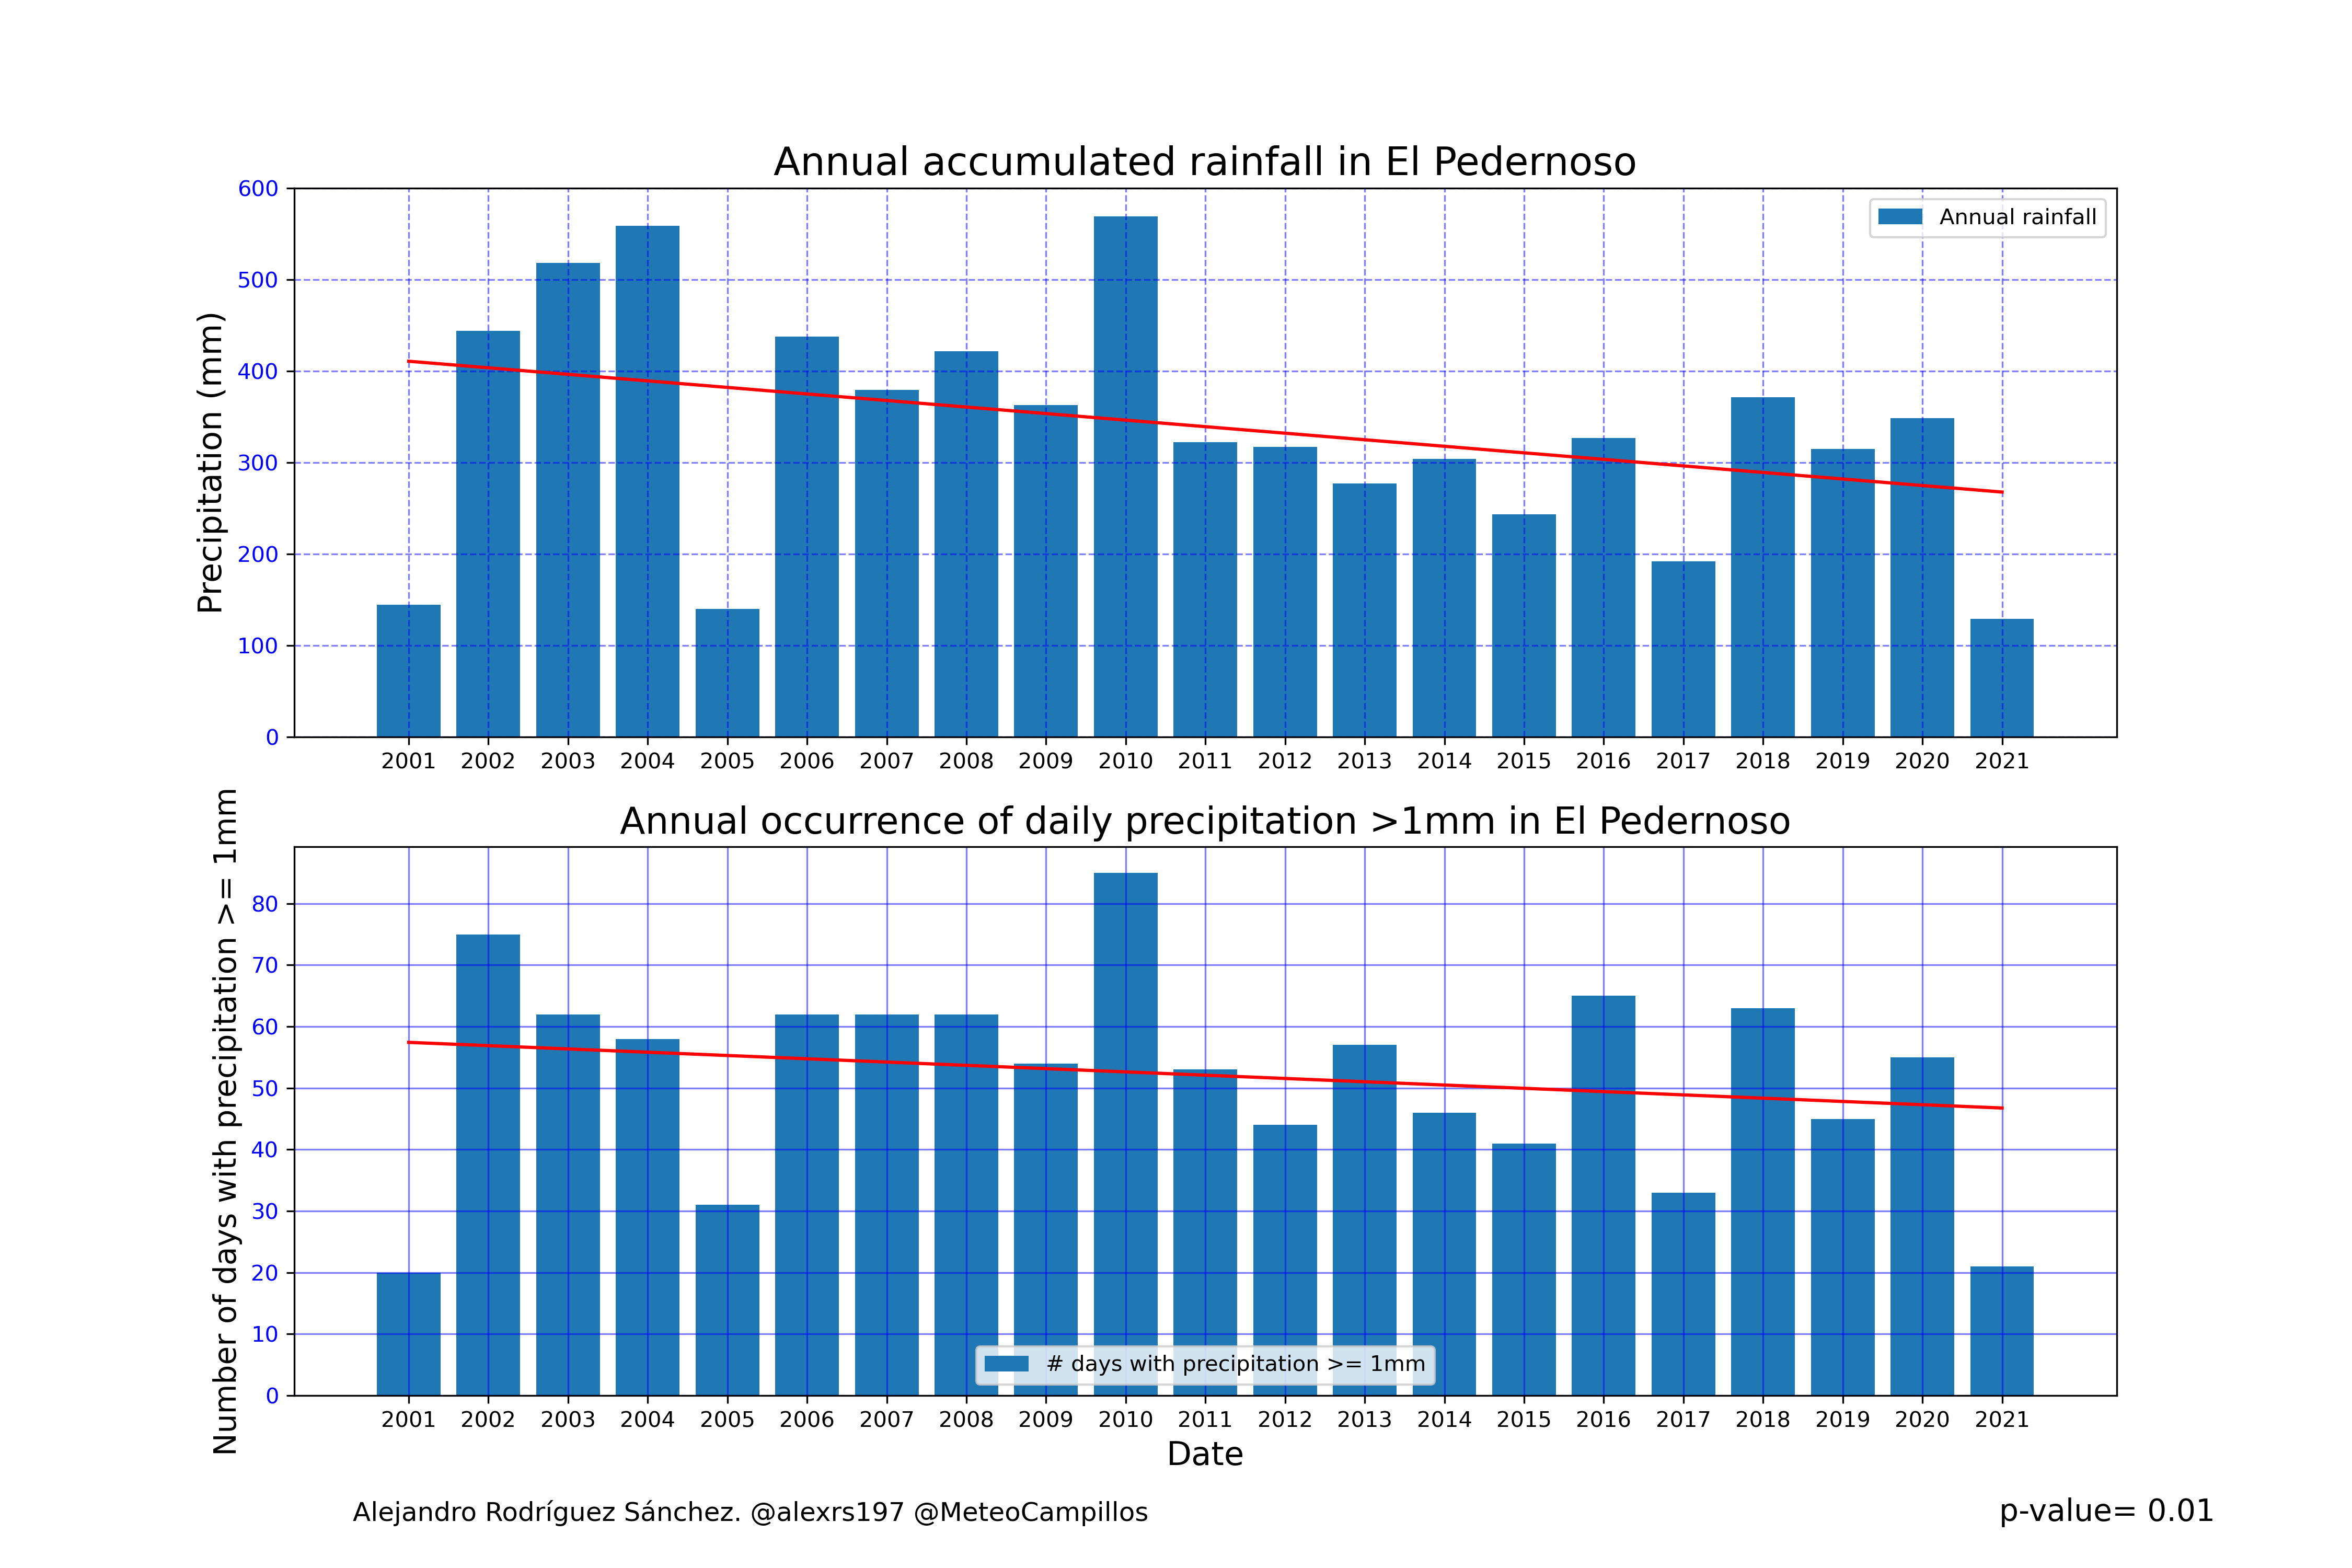 Annual accumulated rainfall in El Pedernoso
Precipitation (mm)
600
500
400
300
200
100
0
Annual rainfall
2001 2002 2003 2004 2005 2006 2007 2008 2009 2010 2011 2012 2013 2014 2015 2016 2017 2018 2019 2020 2021
Annual occurrence of daily precipitation >1mm in El Pedernoso
Number of days with precipitation >= 1mm
80
70
60
50
40
30
20
10
0
# days with precipitation >= 1mm
2001 2002 2003 2004 2005 2006 2007 2008 2009 2010 2011 2012 2013 2014 2015 2016 2017 2018 2019 2020 2021
Date
Alejandro Rodríguez Sánchez. @alexrs197 @MeteoCampillos
p-value= 0.01